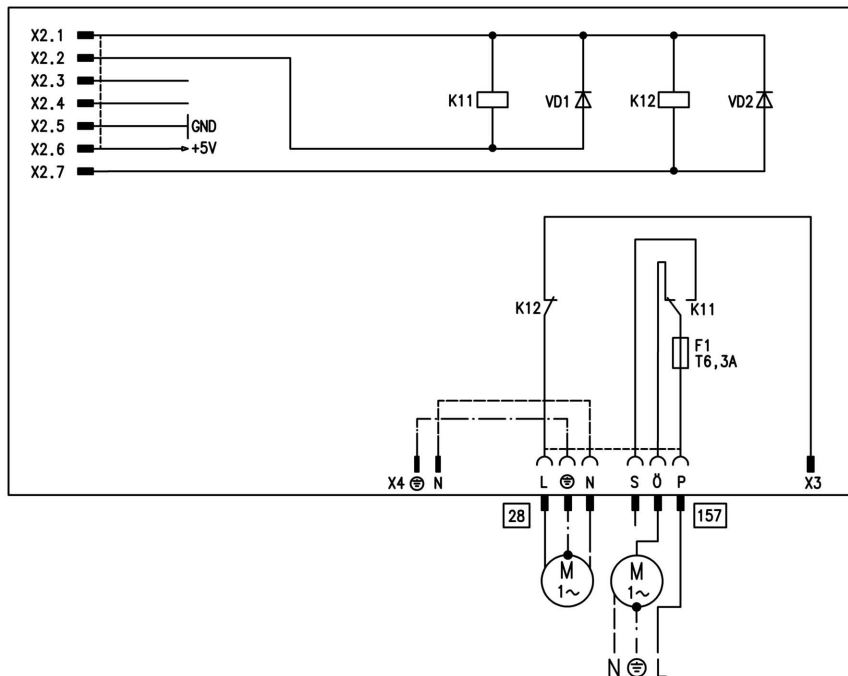 X2.1
X2.2
X2.3
X2.4
X2.5 GND
X2.6 +5V
X2.7
K11 VD1 K12 VD2
K12 K11
F1
T6,3A
X4 N L N S Ö P X3
28 157
M M
1~ 1~
N L